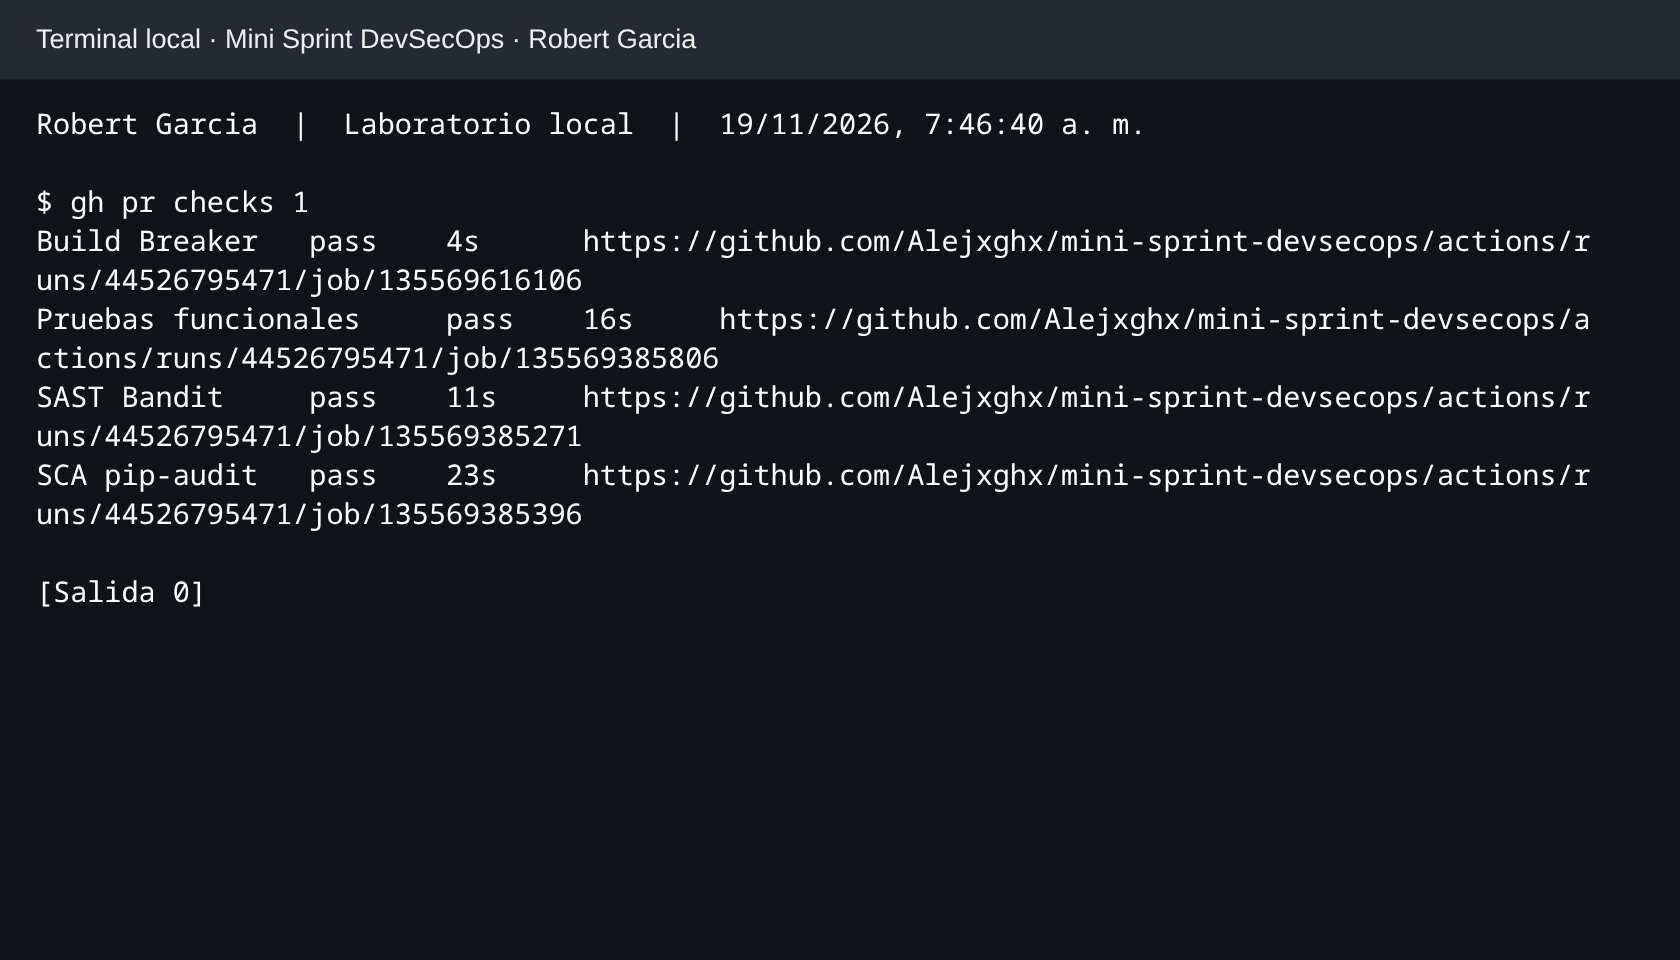 Terminal local · Mini Sprint DevSecOps · Robert Garcia
Robert Garcia  |  Laboratorio local  |  19/11/2026, 7:46:40 a. m.
$ gh pr checks 1
Build Breaker   pass    4s      https://github.com/Alejxghx/mini-sprint-devsecops/actions/r
uns/44526795471/job/135569616106
Pruebas funcionales     pass    16s     https://github.com/Alejxghx/mini-sprint-devsecops/a
ctions/runs/44526795471/job/135569385806
SAST Bandit     pass    11s     https://github.com/Alejxghx/mini-sprint-devsecops/actions/r
uns/44526795471/job/135569385271
SCA pip-audit   pass    23s     https://github.com/Alejxghx/mini-sprint-devsecops/actions/r
uns/44526795471/job/135569385396
[Salida 0]